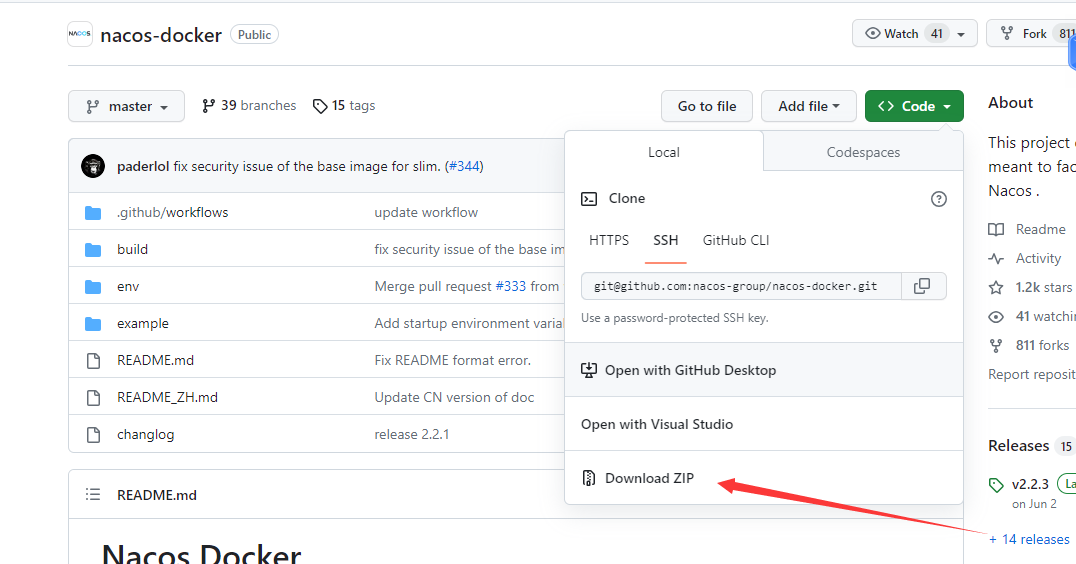 NACOS nacos-docker Public Watch 41 Fork 811
master 39 branches 15 tags Go to file Add file Code About
This project
meant to fac
Nacos .
Local Codespaces
paderlol fix security issue of the base image for slim. (#344)
Clone
.github/workflows update workflow
build fix security issue of the base im
env Merge pull request #333 from
example Add startup environment varia
README.md Fix README format error.
README_ZH.md Update CN version of doc
changlog release 2.2.1
HTTPS SSH GitHub CLI
git@github.com:nacos-group/nacos-docker.git
Use a password-protected SSH key.
Open with GitHub Desktop
Open with Visual Studio
Download ZIP
Readme
Activity
1.2k stars
41 watchin
811 forks
Report reposit
Releases 15
v2.2.3 La
on Jun 2
+ 14 releases
README.md
Nacos Docker